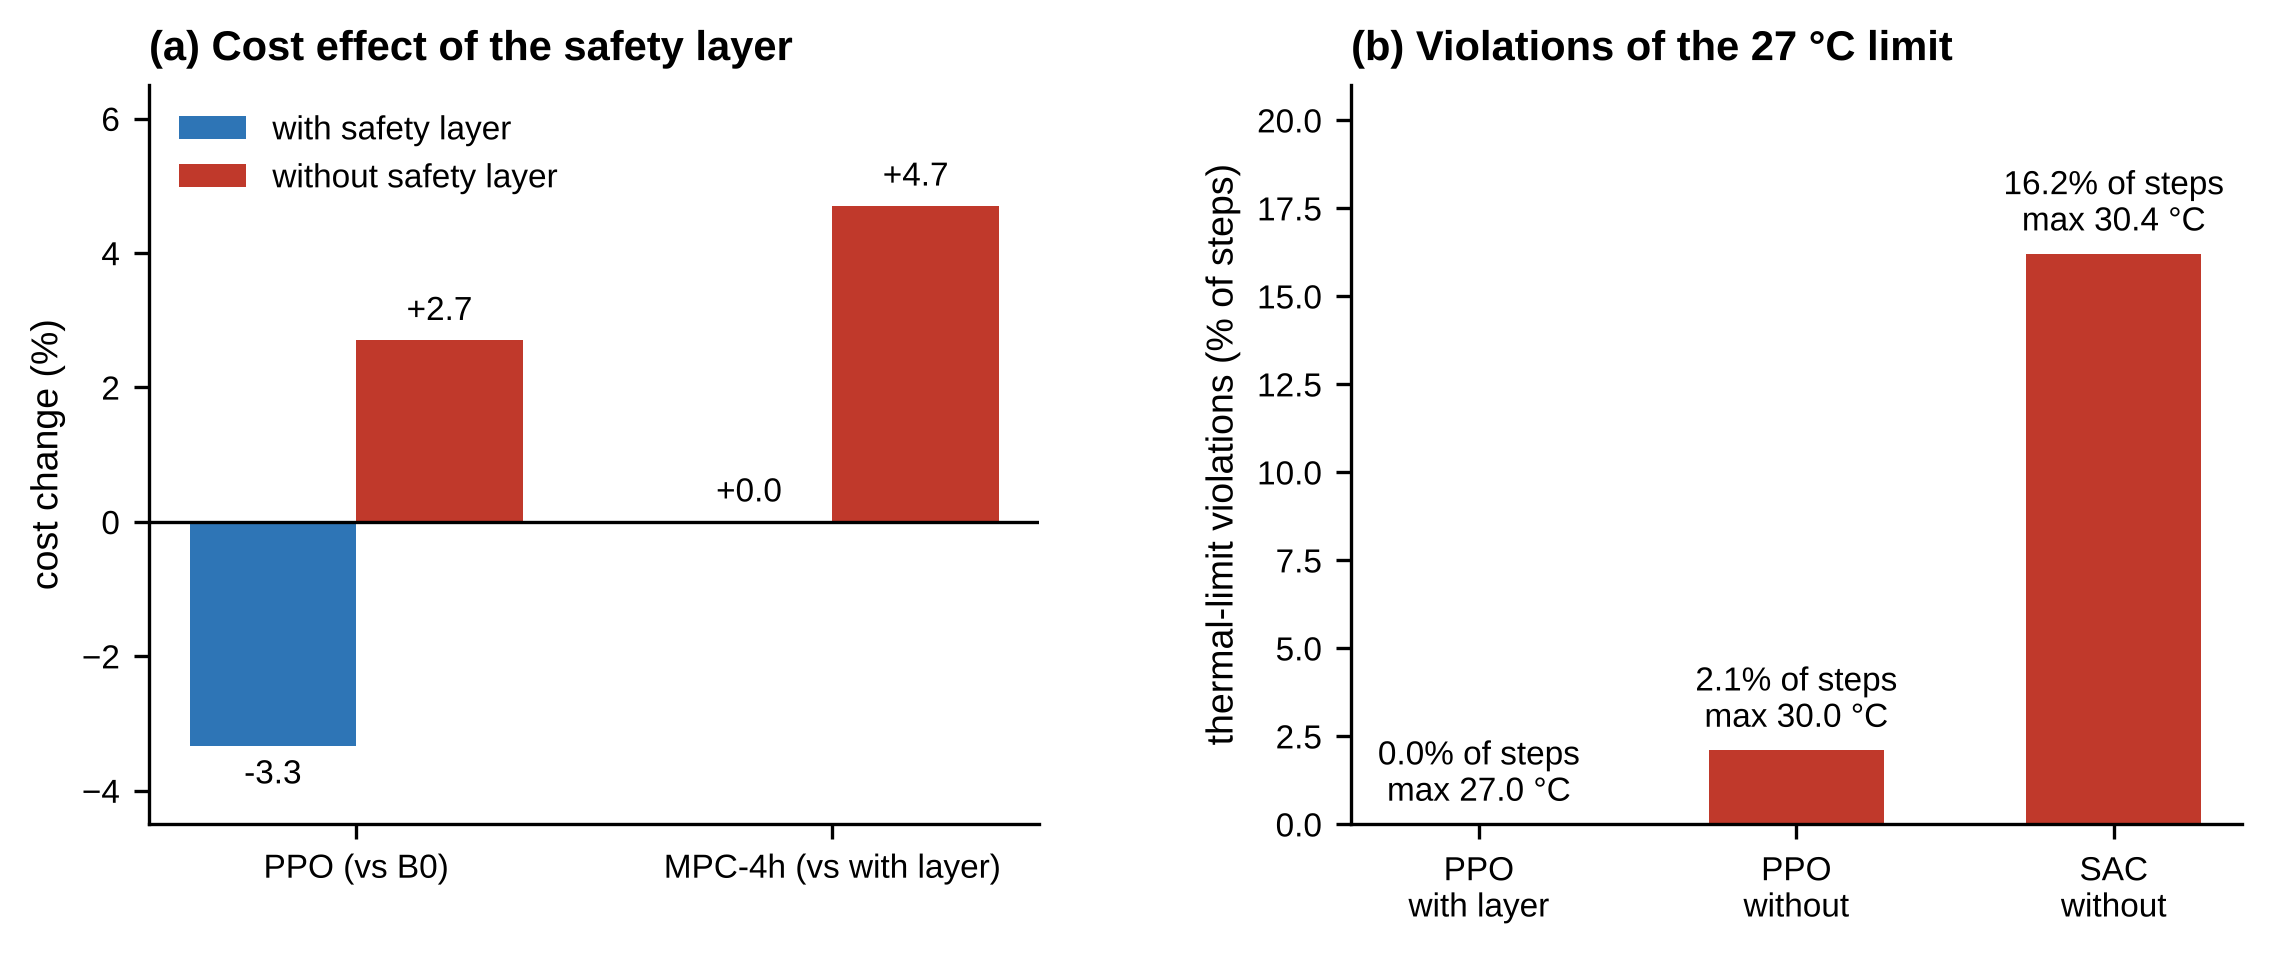 (a) Cost effect of the safety layer
6
4
2
0
−2
−4
cost change (%)
with safety layer
without safety layer
-3.3
+2.7
+0.0
+4.7
PPO (vs B0)
MPC-4h (vs with layer)
(b) Violations of the 27 °C limit
20.0
17.5
15.0
12.5
10.0
7.5
5.0
2.5
0.0
thermal-limit violations (% of steps)
0.0% of steps
max 27.0 °C
2.1% of steps
max 30.0 °C
16.2% of steps
max 30.4 °C
PPO
with layer
PPO
without
SAC
without